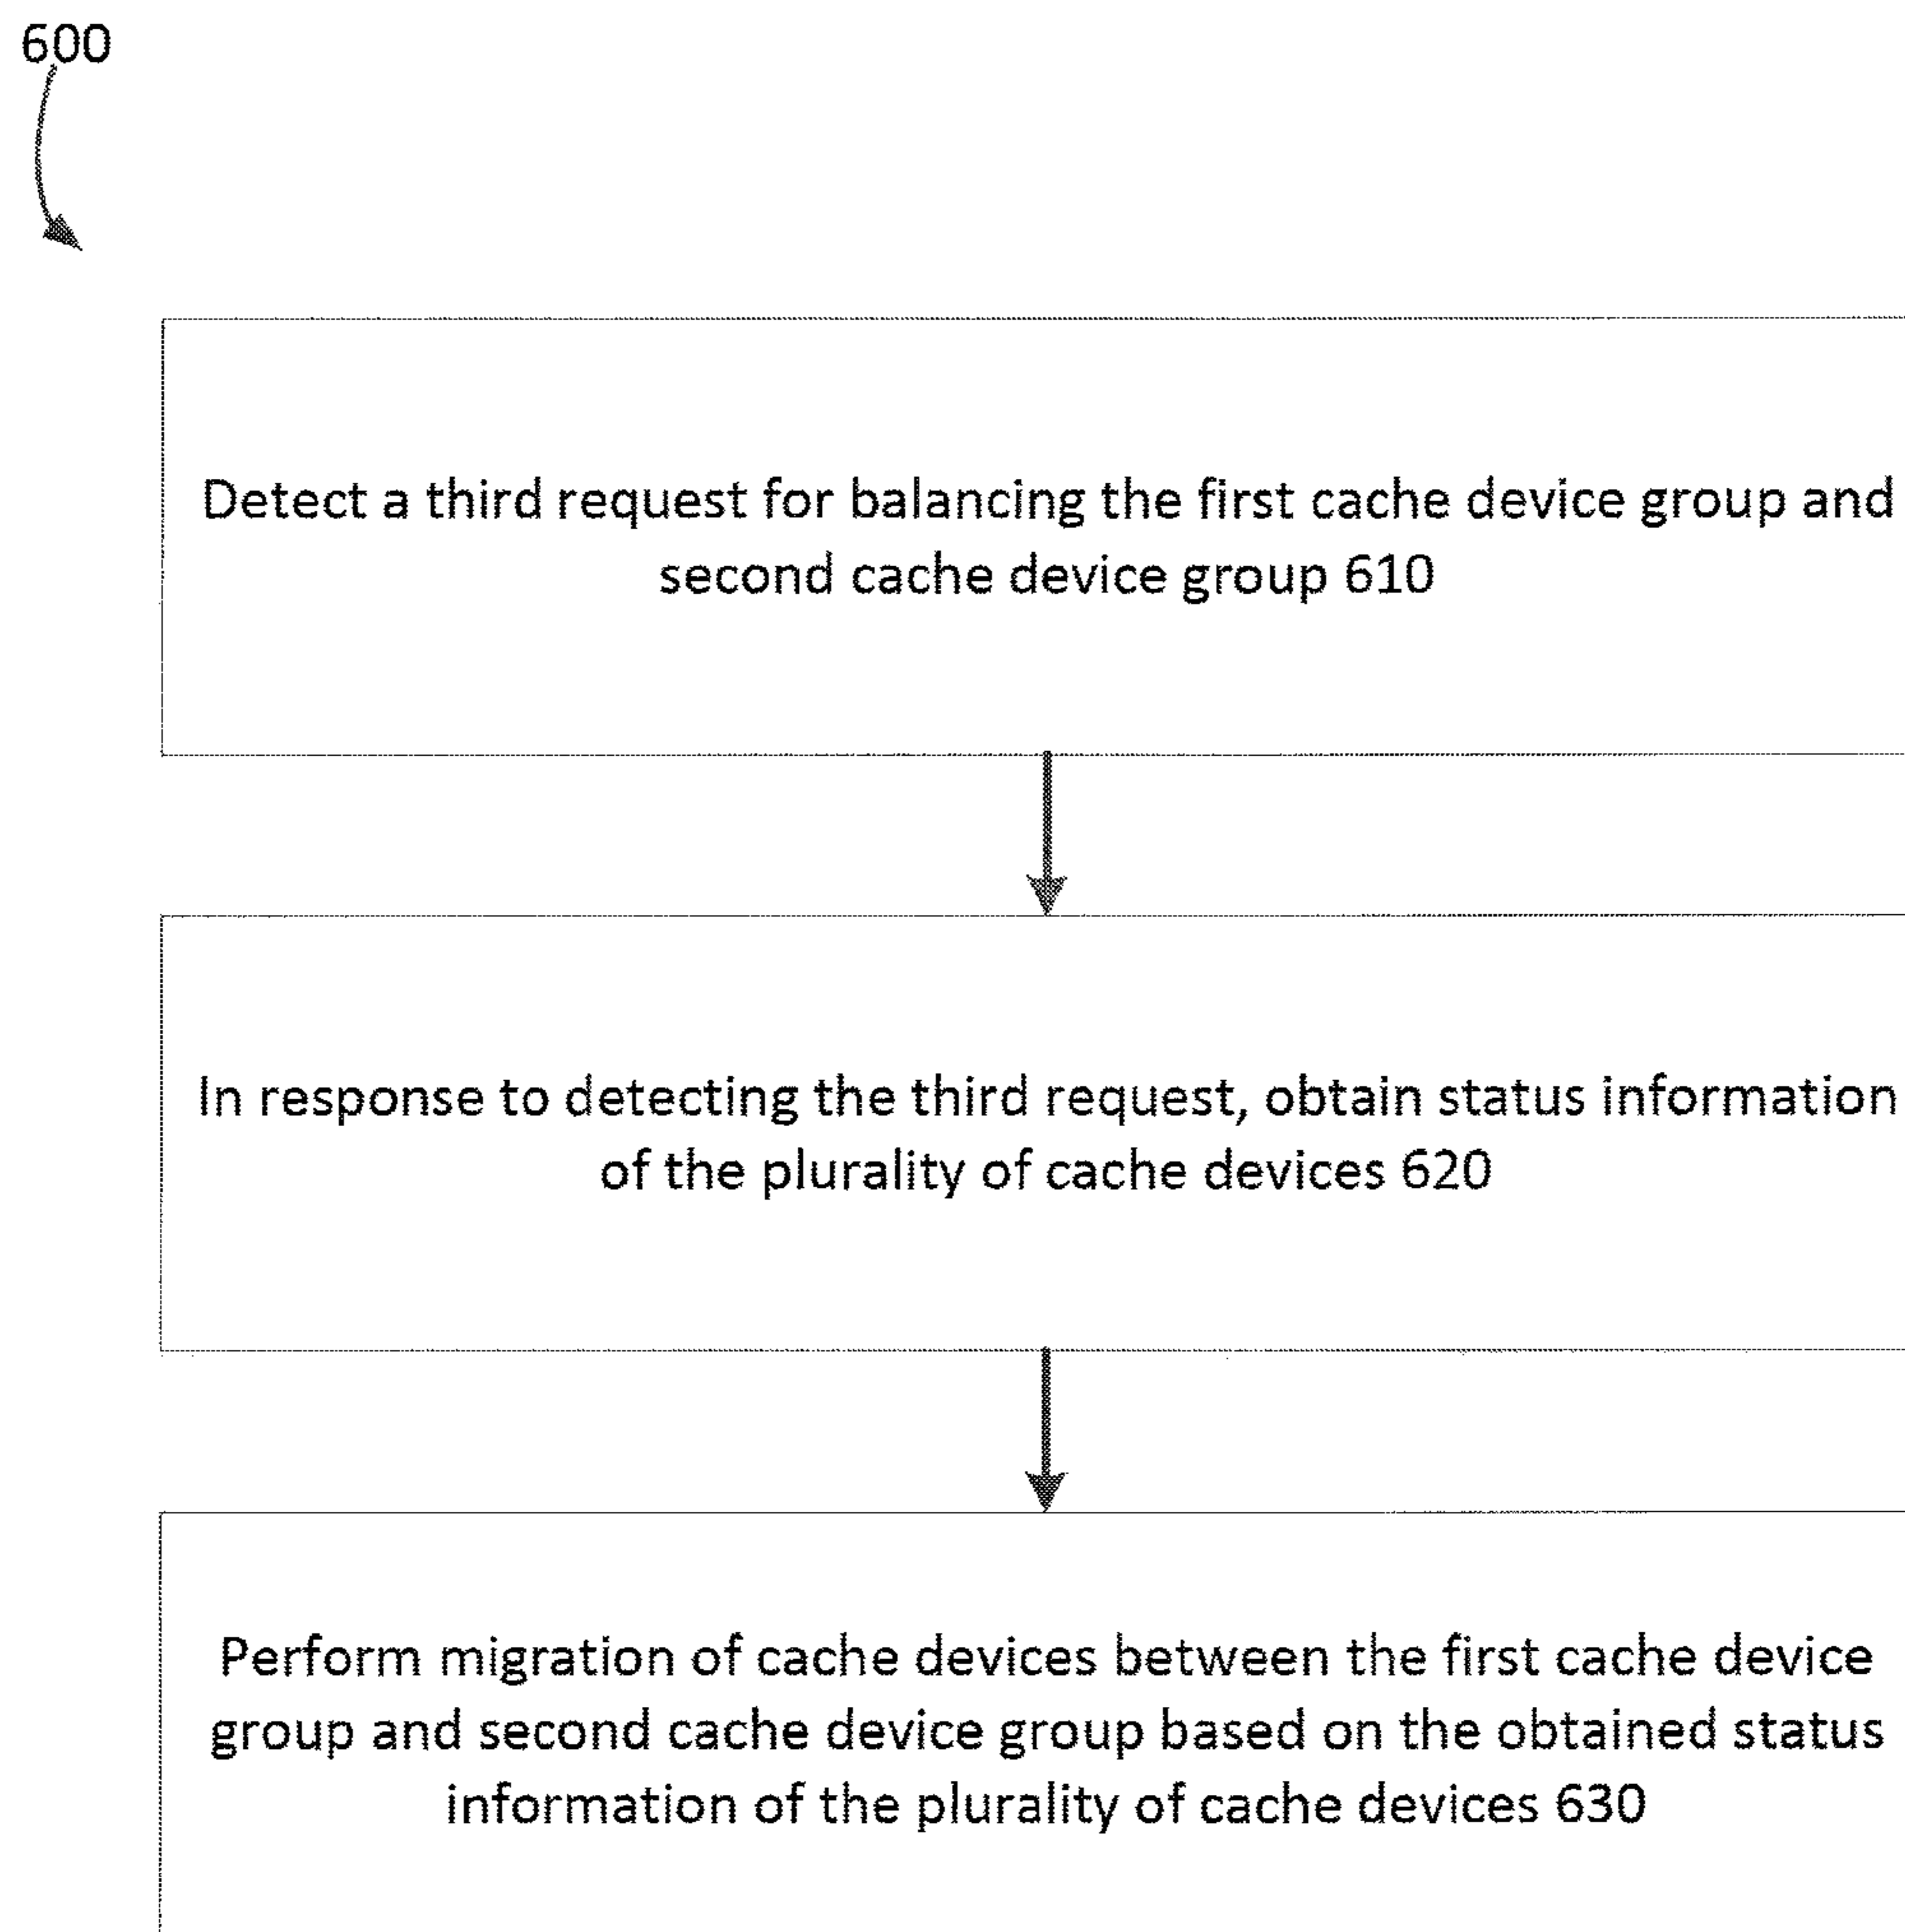 600
Detect a third request for balancing the first cache device group and
second cache device group 610
In response to detecting the third request, obtain status information
of the plurality of cache devices 620
Perform migration of cache devices between the first cache device
group and second cache device group based on the obtained status
information of the plurality of cache devices 630